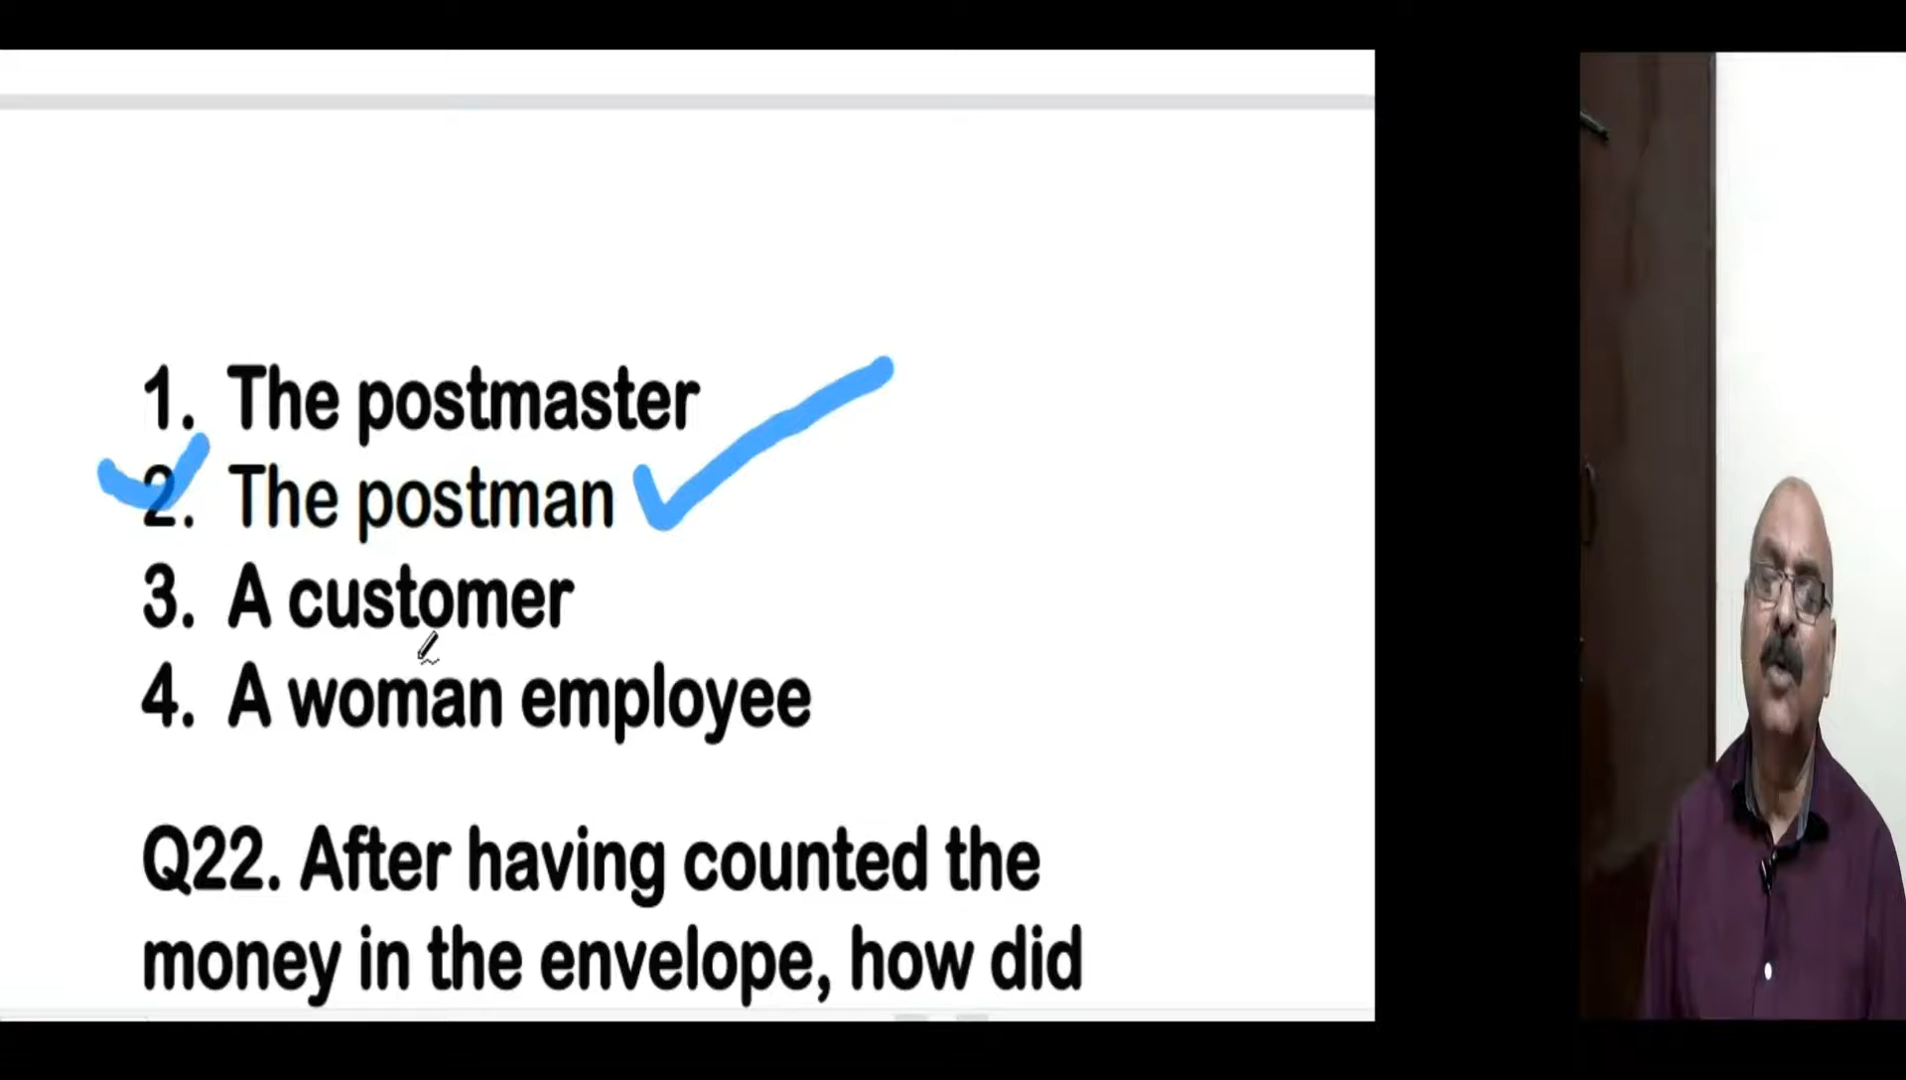 1. The postmaster
2. The postman
3. A customer
4. A woman employee
Q22. After having counted the
money in the envelope, how did